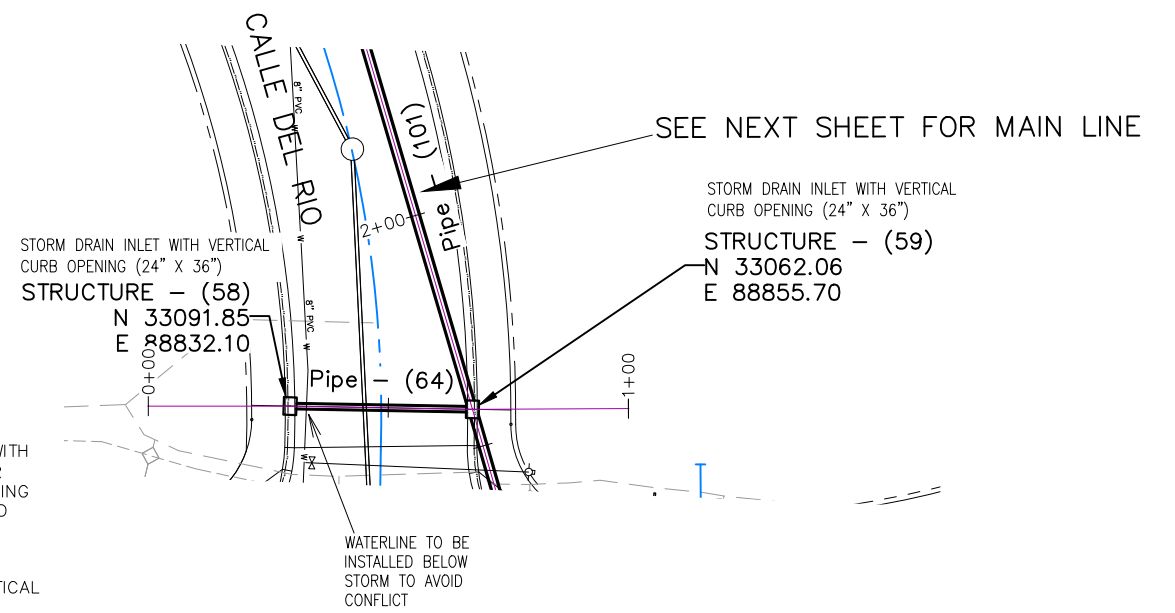 CALLE DEL RIO
8" PVC W
W
8" PVC W
W
Pipe - (101)
2+00
SEE NEXT SHEET FOR MAIN LINE
STORM DRAIN INLET WITH VERTICAL
CURB OPENING (24" X 36")
STRUCTURE - (59)
N 33062.06
E 88855.70
STORM DRAIN INLET WITH VERTICAL
CURB OPENING (24" X 36")
STRUCTURE - (58)
N 33091.85
E 88832.10
0+00
Pipe - (64)
1+00
WATERLINE TO BE
INSTALLED BELOW
STORM TO AVOID
CONFLICT